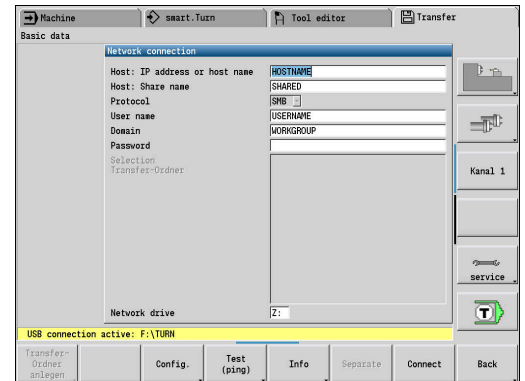 Machine
smart.Turn
Tool editor
Transfer
Basic data
Network connection
Host: IP address or host name
HOSTNAME
Host: Share name
SHARED
Protocol
SMB
User name
USERNAME
Domain
WORKGROUP
Password
Selection
Transfer-Ordner
Kanal 1
service
Network drive
Z:
T
USB connection active: F:\TURN
Transfer-
Ordner
anlegen
Config.
Test
(ping)
Info
Separate
Connect
Back